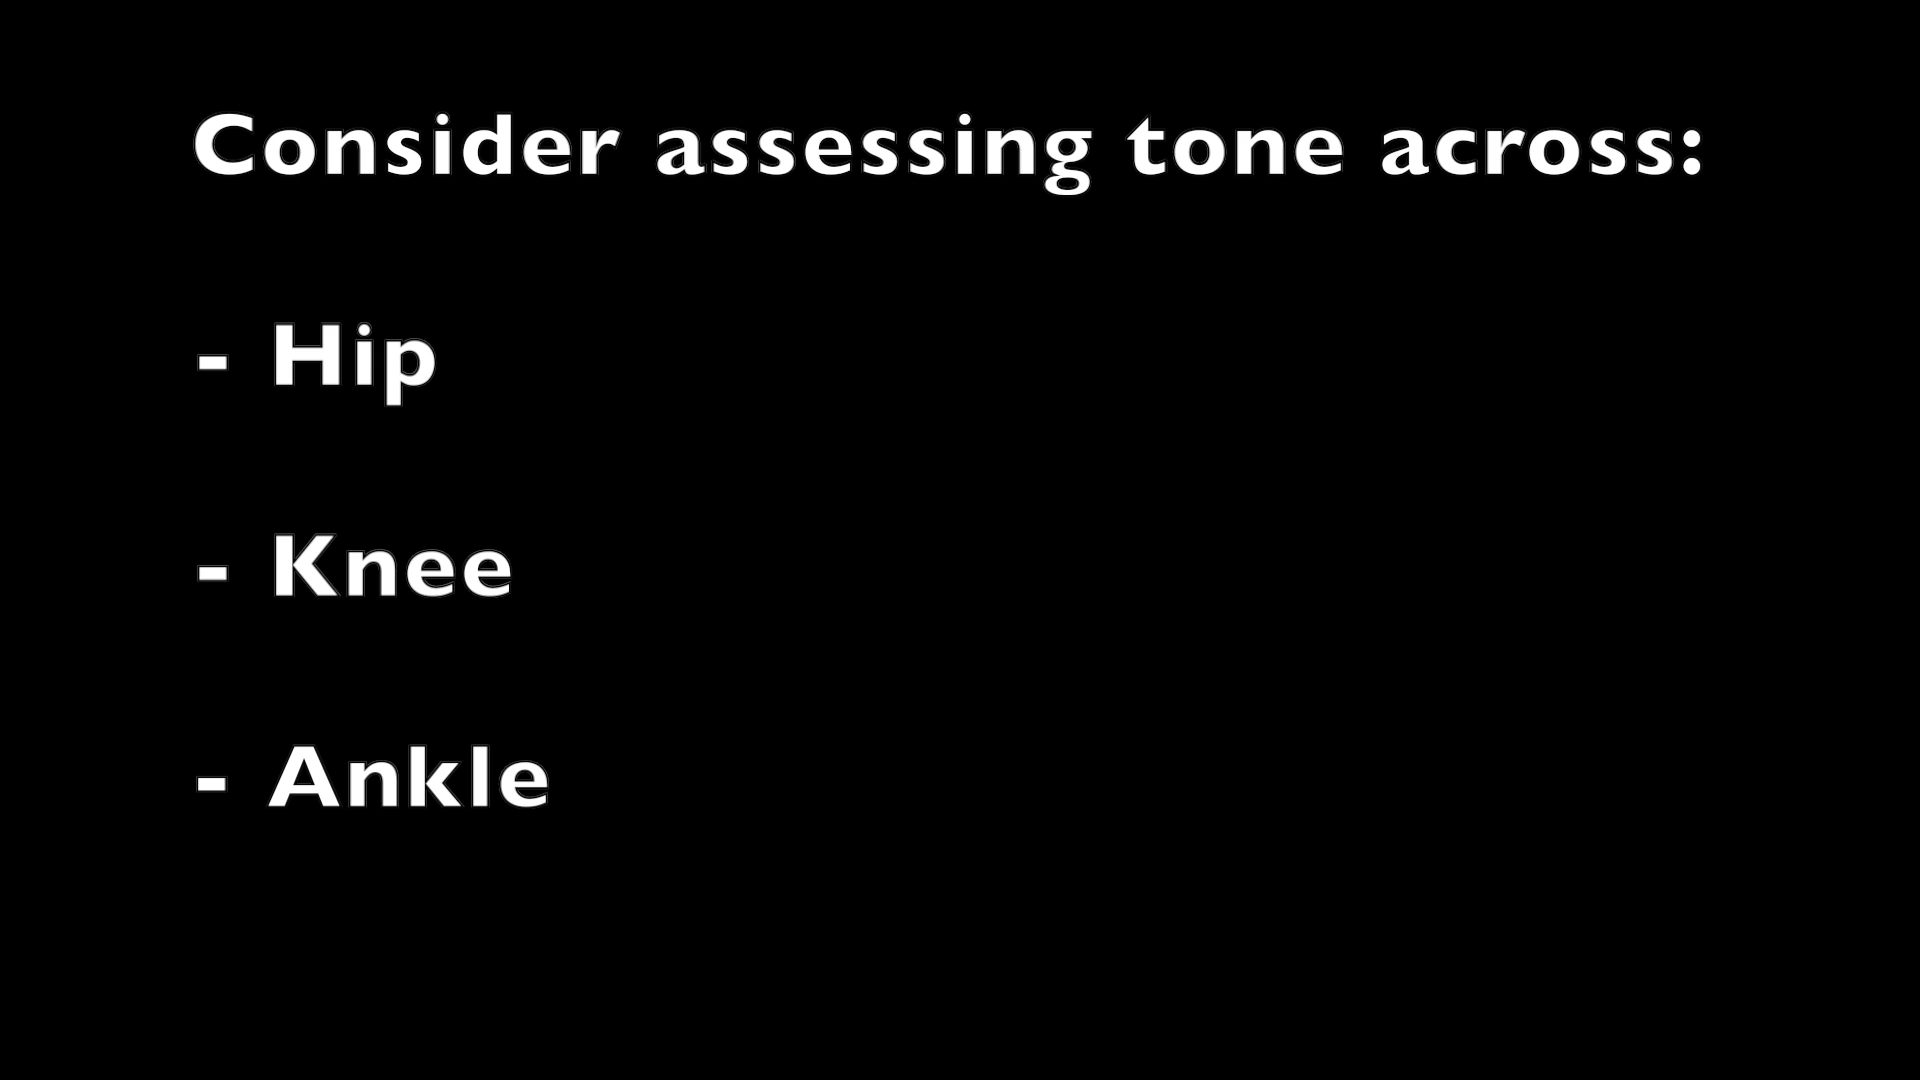 Consider assessing tone across:
- Hip
- Knee
- Ankle